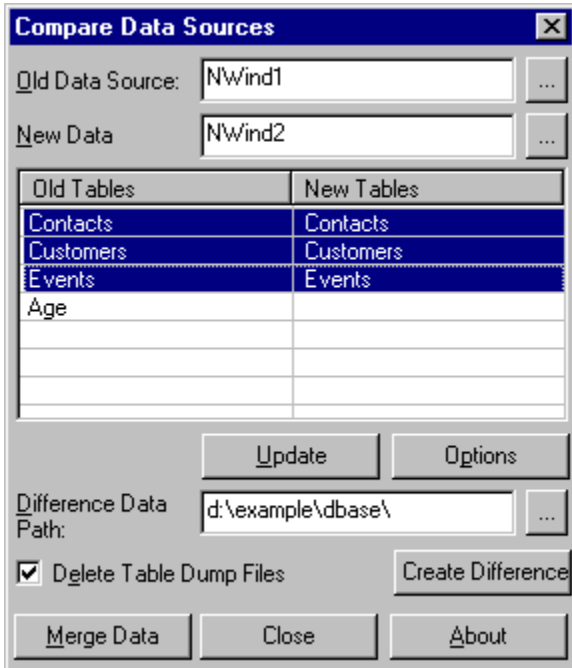 Compare Data Sources
Old Data Source: NWind1 ...
New Data NWind2 ...
Old Tables New Tables
Contacts Contacts
Customers Customers
Events Events
Age
Update Options
Difference Data
Path: d:\example\dbase\ ...
Delete Table Dump Files Create Difference
Merge Data Close About